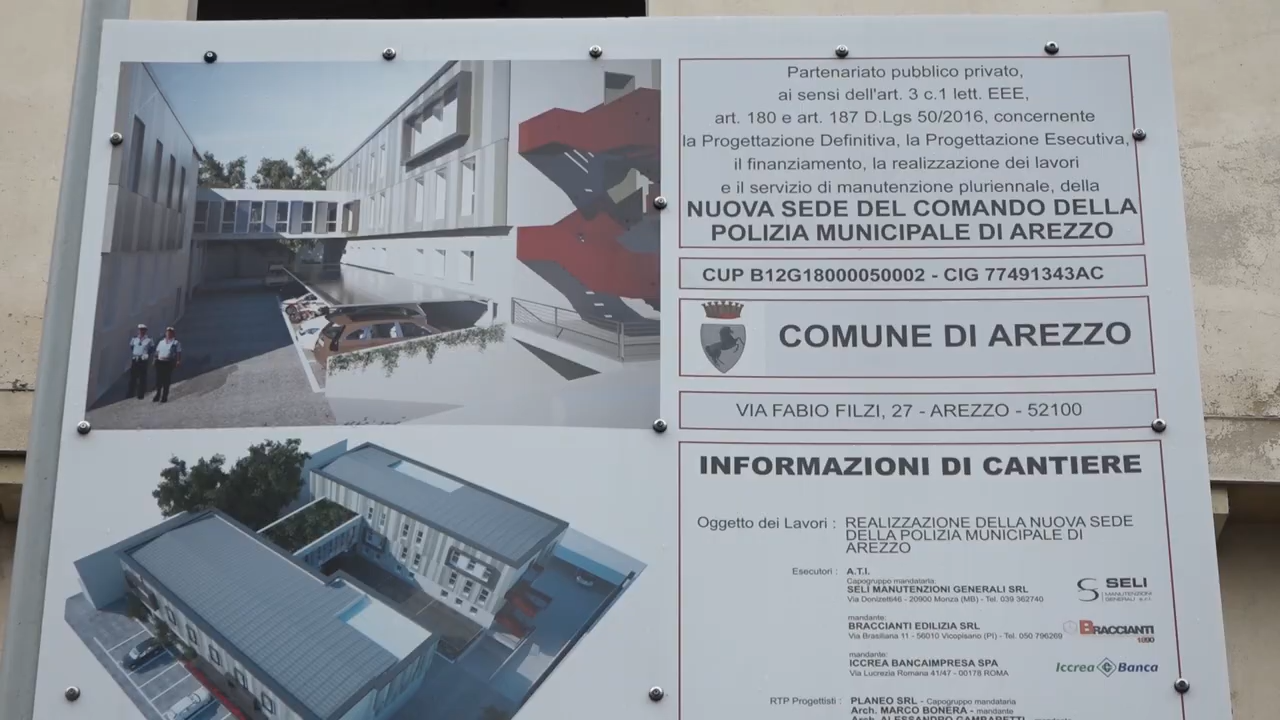 Partenariato pubblico privato,
ai sensi dell'art. 3 c.1 lett. EEE,
art. 180 e art. 187 D.Lgs 50/2016, concernente
la Progettazione Definitiva, la Progettazione Esecutiva,
il finanziamento, la realizzazione dei lavori
e il servizio di manutenzione pluriennale, della
NUOVA SEDE DEL COMANDO DELLA
POLIZIA MUNICIPALE DI AREZZO
CUP B12G18000050002 - CIG 77491343AC
COMUNE DI AREZZO
VIA FABIO FILZI, 27 - AREZZO - 52100
INFORMAZIONI DI CANTIERE
Oggetto dei Lavori : REALIZZAZIONE DELLA NUOVA SEDE
DELLA POLIZIA MUNICIPALE DI
AREZZO
Esecutori : A.T.I.
Capogruppo mandataria:
SELI MANUTENZIONI GENERALI SRL
Via Donizetti46 - 20900 Monza (MB) - Tel. 039 362740
SELI
MANUTENZIONI
GENERALI s.r.l.
mandante:
BRACCIANTI EDILIZIA SRL
Via Brasiliana 11 - 56010 Vicopisano (PI) - Tel. 050 796269
BRACCIANTI
1990
mandante:
ICCREA BANCAIMPRESA SPA
Via Lucrezia Romana 41/47 - 00178 ROMA
Iccrea Banca
RTP Progettisti : PLANEO SRL - Capogruppo mandataria
Arch. MARCO BONERA - mandante
Arch. ALESSANDRO GAMBARETTI